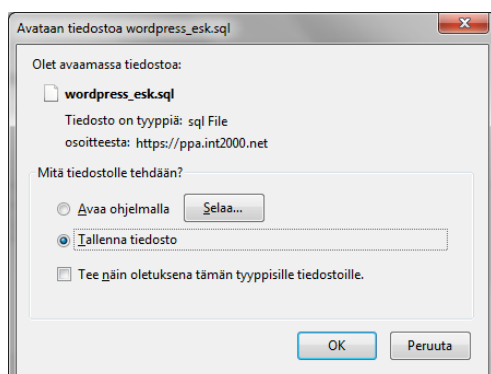 Avataan tiedostoa wordpress_esk.sql
Olet avaamassa tiedostoa:
wordpress_esk.sql
Tiedosto on tyyppiä: sql File
osoitteesta: https://ppa.int2000.net
Mitä tiedostolle tehdään?
Avaa ohjelmalla Selaa...
Tallenna tiedosto
Tee näin oletuksena tämän tyyppisille tiedostoille.
OK Peruuta